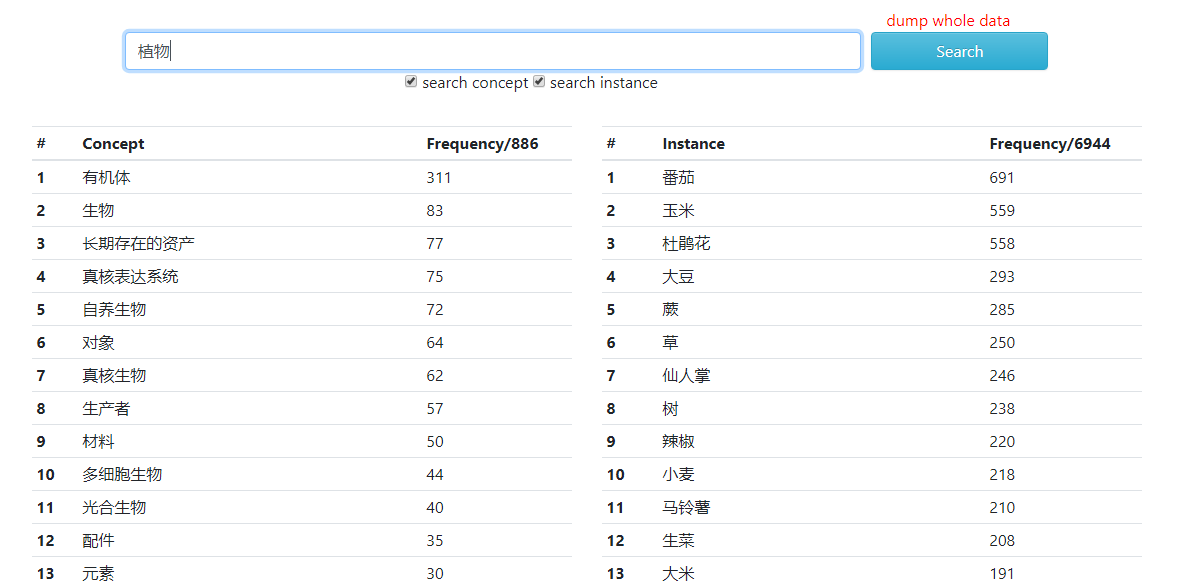 dump whole data
植物
Search
search concept search instance
# Concept Frequency/886
1 有机体 311
2 生物 83
3 长期存在的资产 77
4 真核表达系统 75
5 自养生物 72
6 对象 64
7 真核生物 62
8 生产者 57
9 材料 50
10 多细胞生物 44
11 光合生物 40
12 配件 35
13 元素 30
# Instance Frequency/6944
1 番茄 691
2 玉米 559
3 杜鹃花 558
4 大豆 293
5 蕨 285
6 草 250
7 仙人掌 246
8 树 238
9 辣椒 220
10 小麦 218
11 马铃薯 210
12 生菜 208
13 大米 191